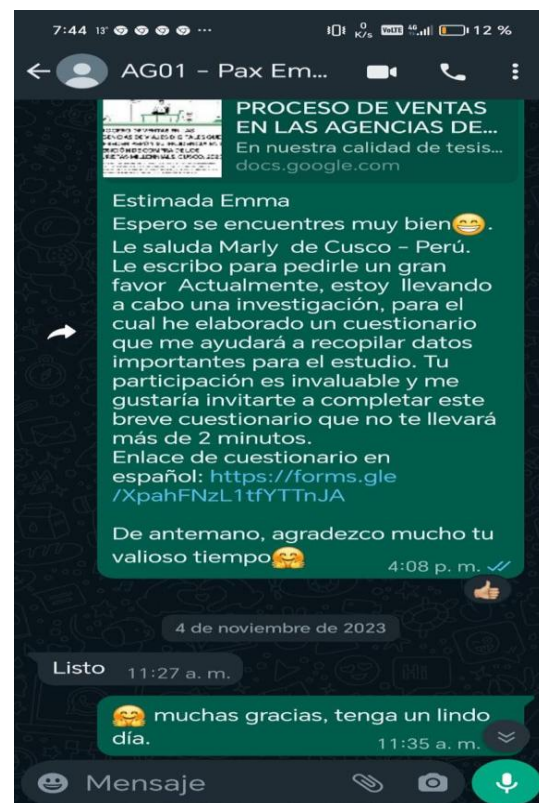 7:44 13° ... 0 K/s VoLTE 4G 12 %
AG01 – Pax Em...
PROCESO DE VENTAS
EN LAS AGENCIAS DE...
En nuestra calidad de tesis...
docs.google.com
Estimada Emma
Espero se encuentres muy bien😁.
Le saluda Marly de Cusco – Perú.
Le escribo para pedirle un gran
favor Actualmente, estoy llevando
a cabo una investigación, para el
cual he elaborado un cuestionario
que me ayudará a recopilar datos
importantes para el estudio. Tu
participación es invaluable y me
gustaría invitarte a completar este
breve cuestionario que no te llevará
más de 2 minutos.
Enlace de cuestionario en
español: https://forms.gle
/XpahFNzL1tfYTTnJA
De antemano, agradezco mucho tu
valioso tiempo🤗
4:08 p. m.
4 de noviembre de 2023
Listo 11:27 a. m.
🤗 muchas gracias, tenga un lindo
día. 11:35 a. m.
Mensaje